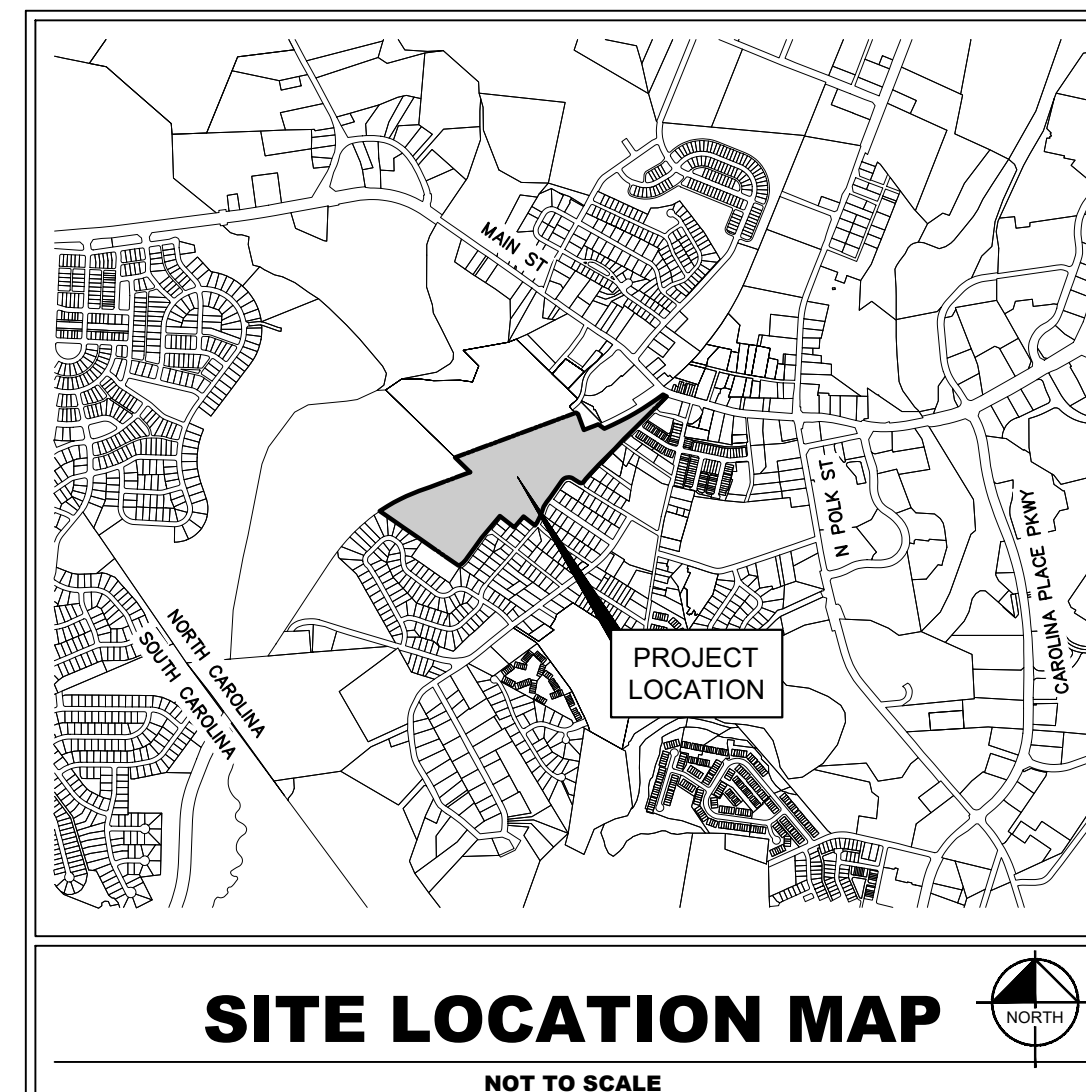 MAIN ST
N POLK ST
CAROLINA PLACE PKWY
NORTH CAROLINA
SOUTH CAROLINA
PROJECT
LOCATION
SITE LOCATION MAP
NORTH
NOT TO SCALE